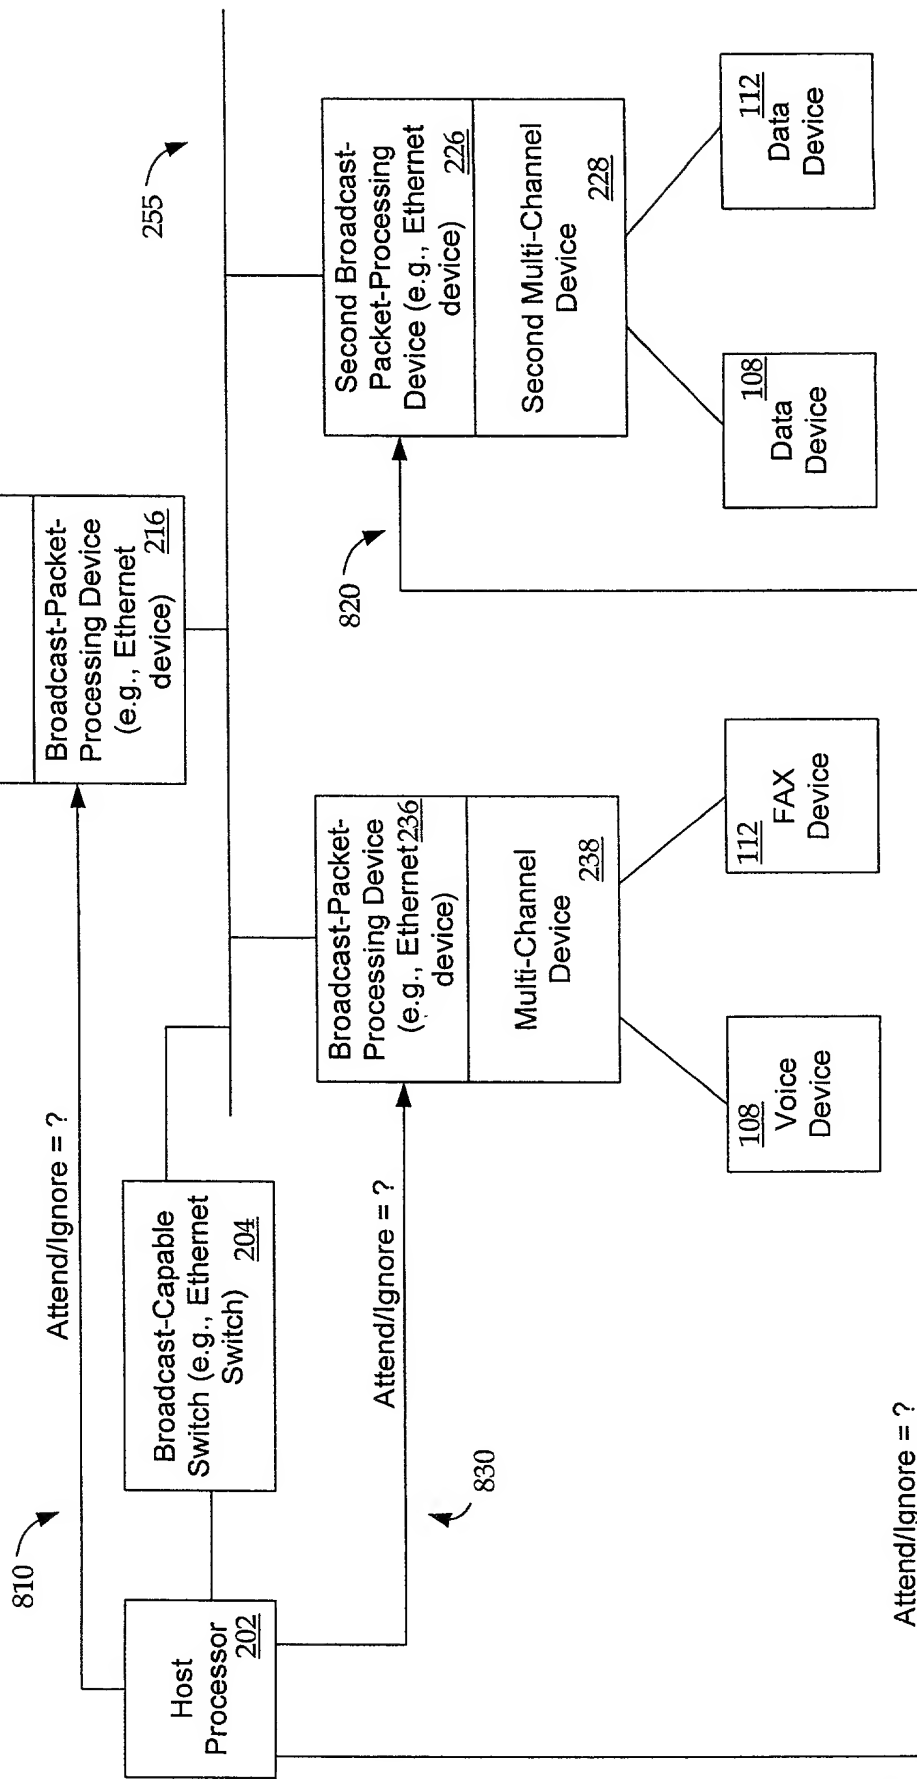 810
Attend/Ignore = ?
Host
Processor
202
Broadcast-Capable
Switch (e.g., Ethernet
Switch) 204
Broadcast-Packet-
Processing Device
(e.g., Ethernet 216
device)
255
830
Attend/Ignore = ?
Broadcast-Packet-
Processing Device
(e.g., Ethernet 236
device)
Multi-Channel
Device
238
108
Voice
Device
112
FAX
Device
820
Second Broadcast-
Packet-Processing
Device (e.g., Ethernet
device) 226
Second Multi-Channel
Device
228
108
Data
Device
112
Data
Device
Attend/Ignore = ?